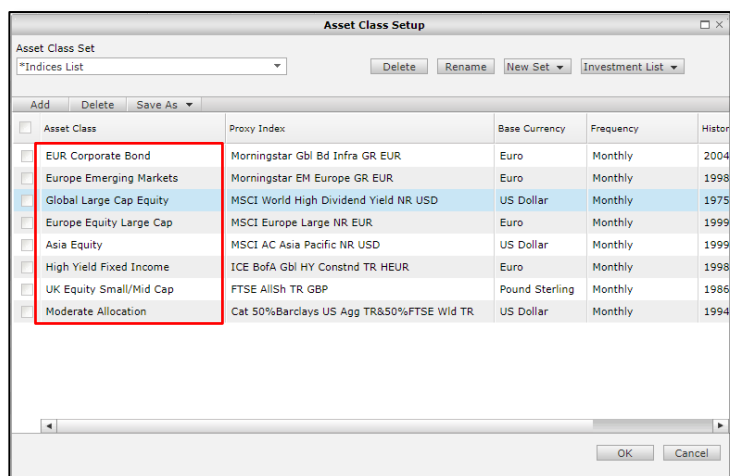 Asset Class Setup
Asset Class Set
*Indices List
Delete Rename New Set Investment List
Add Delete Save As
Asset Class Proxy Index Base Currency Frequency Histor
EUR Corporate Bond Morningstar Gbl Bd Infra GR EUR Euro Monthly 2004
Europe Emerging Markets Morningstar EM Europe GR EUR Euro Monthly 1998
Global Large Cap Equity MSCI World High Dividend Yield NR USD US Dollar Monthly 1975
Europe Equity Large Cap MSCI Europe Large NR EUR Euro Monthly 1999
Asia Equity MSCI AC Asia Pacific NR USD US Dollar Monthly 1999
High Yield Fixed Income ICE BofA Gbl HY Constnd TR HEUR Euro Monthly 1998
UK Equity Small/Mid Cap FTSE AllSh TR GBP Pound Sterling Monthly 1986
Moderate Allocation Cat 50%Barclays US Agg TR&50%FTSE Wld TR US Dollar Monthly 1994
OK Cancel